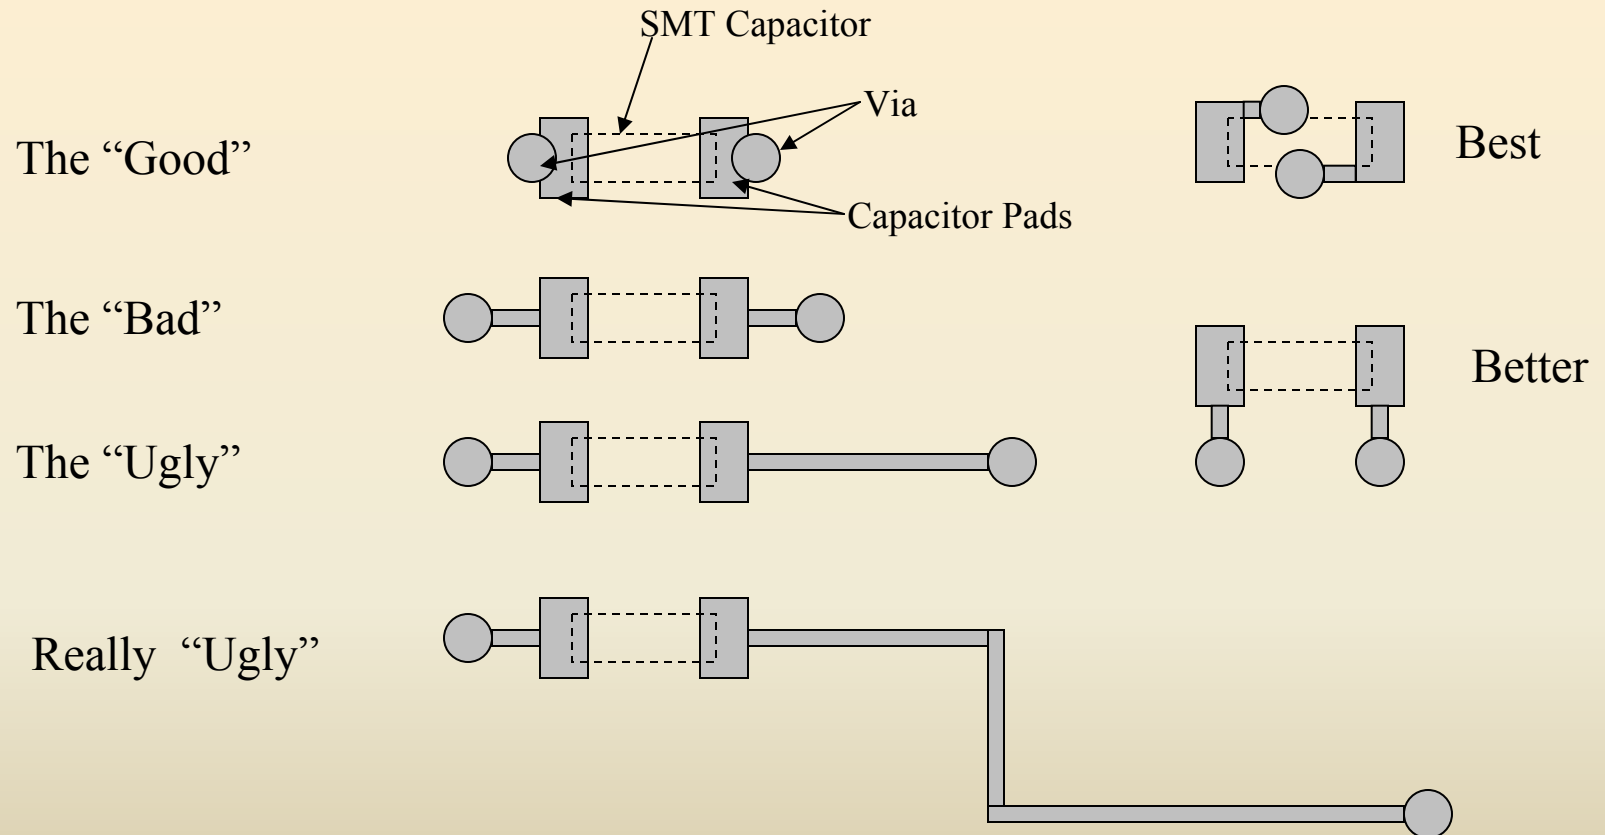 SMT Capacitor
Via
The “Good”
Best
Capacitor Pads
The “Bad”
Better
The “Ugly”
Really “Ugly”